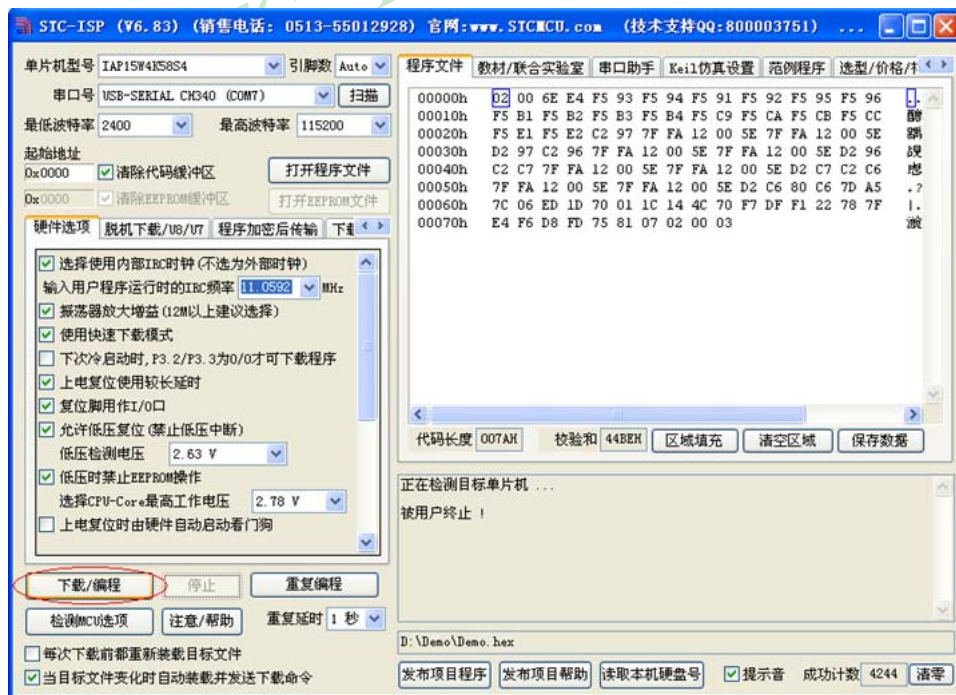 STC-ISP (V6.83) (销售电话: 0513-55012928) 官网:www.STCMCU.com (技术支持QQ:800003751) ...
单片机型号 IAP15W4K58S4 引脚数 Auto
串口号 USB-SERIAL CH340 (COM7) 扫描
最低波特率 2400 最高波特率 115200
起始地址
0x0000 清除代码缓冲区 打开程序文件
0x0000 清除EEPROM缓冲区 打开EEPROM文件
硬件选项 脱机下载/U8/U7 程序加密后传输
选择使用内部IRC时钟(不选为外部时钟)
输入用户程序运行时的IRC频率 11.0592 MHz
振荡器放大增益(12M以上建议选择)
使用快速下载模式
下次冷启动时,P3.2/P3.3为0/0才可下载程序
上电复位使用较长延时
复位脚用作I/O口
允许低压复位(禁止低压中断)
低压检测电压 2.63 V
低压时禁止EEPROM操作
选择CPU-Core最高工作电压 2.78 V
上电复位时由硬件自动启动看门狗
下载/编程 停止 重复编程
检测MCU选项 注意/帮助 重复延时 1 秒
每次下载前都重新装载目标文件
当目标文件变化时自动装载并发送下载命令
程序文件 教材/联合实验室 串口助手 Keil仿真设置 范例程序 选型/价格/
00000h 02 00 6E E4 F5 93 F5 94 F5 91 F5 92 F5 95 F5 96
00010h F5 B1 F5 B2 F5 B3 F5 B4 F5 C9 F5 CA F5 CB F5 CC
00020h F5 E1 F5 E2 C2 97 7F FA 12 00 5E 7F FA 12 00 5E
00030h D2 97 C2 96 7F FA 12 00 5E 7F FA 12 00 5E D2 96
00040h C2 C7 7F FA 12 00 5E 7F FA 12 00 5E D2 C7 C2 C6
00050h 7F FA 12 00 5E 7F FA 12 00 5E D2 C6 80 C6 7D A5 .?
00060h 7C 06 ED 1D 70 01 1C 14 4C 70 F7 DF F1 22 78 7F |.
00070h E4 F6 D8 FD 75 81 07 02 00 03
代码长度 007AH 校验和 44BEH 区域填充 清空区域 保存数据
正在检测目标单片机 ...
被用户终止 !
D:\Demo\Demo.hex
发布项目程序 发布项目帮助 读取本机硬盘号 提示音 成功计数 4244 清零